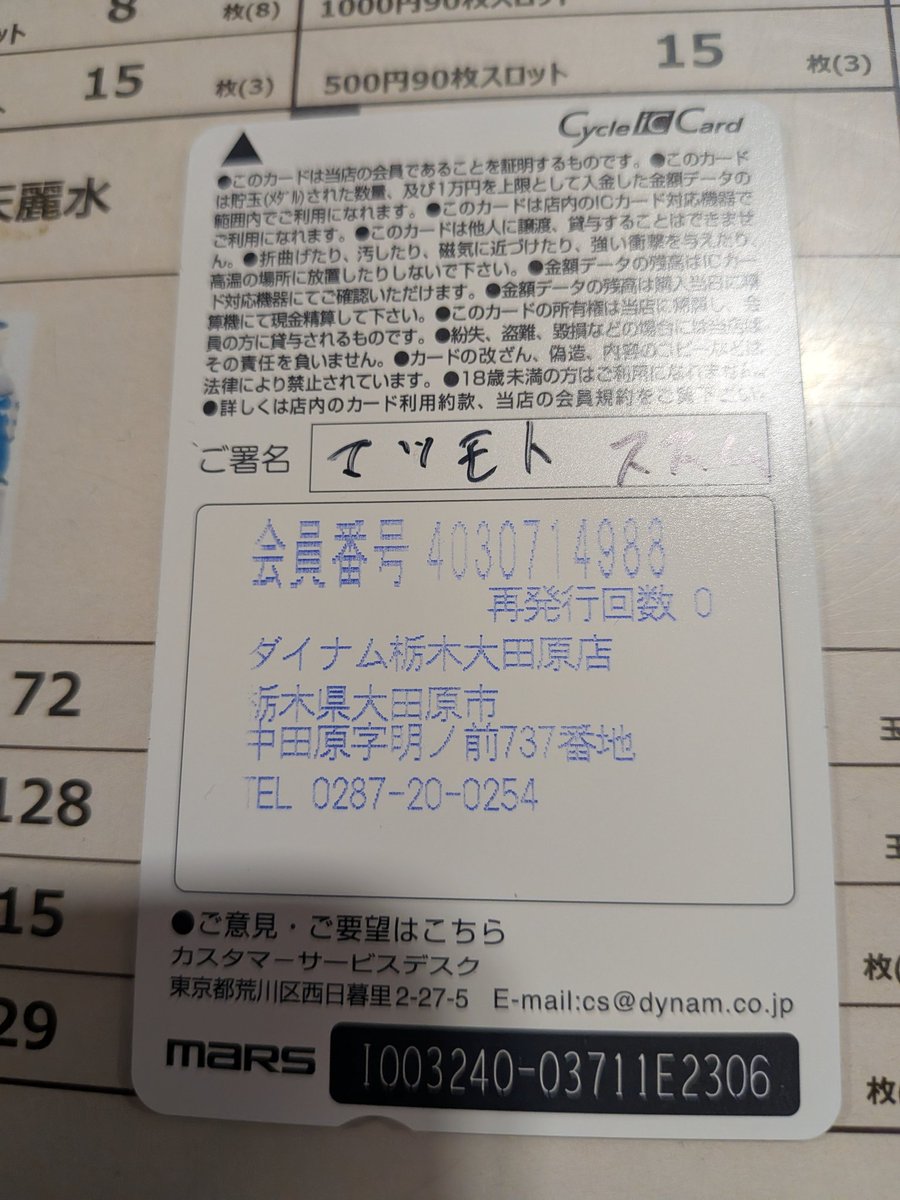 8
枚(8)
1000円90枚スロット
15
枚(3)
500円90枚スロット
15
枚(3)
麗水
Cycle IC Card
●このカードは当店の会員であることを証明するものです。●このカード
は貯玉(ﾒﾀﾞﾙ)された数量、及び1万円を上限として入金した金額データの
範囲内でご利用になれます。●このカードは店内のICカード対応機器で
ご利用になれます。●このカードは他人に譲渡、貸与することはできませ
ん。●折曲げたり、汚したり、磁気に近づけたり、強い衝撃を与えたり、
高温の場所に放置したりしないで下さい。●金額データの残高はICカー
ド対応機器にてご確認いただけます。●金額データの残高は購入当日に精
算機にて現金精算して下さい。●このカードの所有権は当店に帰属し、会
員の方に貸与されるものです。●紛失、盗難、毀損などの場合には当店は
その責任を負いません。●カードの改ざん、偽造、内容のコピーなどは
法律により禁止されています。●18歳未満の方はご利用になれません。
●詳しくは店内のカード利用約款、当店の会員規約をご覧下さい。
ご署名 マツモト
会員番号 4030714988
再発行回数 0
ダイナム栃木大田原店
栃木県大田原市
中田原字明ノ前737番地
TEL 0287-20-0254
72
128
15
29
玉
玉
枚
枚
●ご意見・ご要望はこちら
カスタマーサービスデスク
東京都荒川区西日暮里2-27-5 E-mail:cs@dynam.co.jp
mars I003240-03711E2306